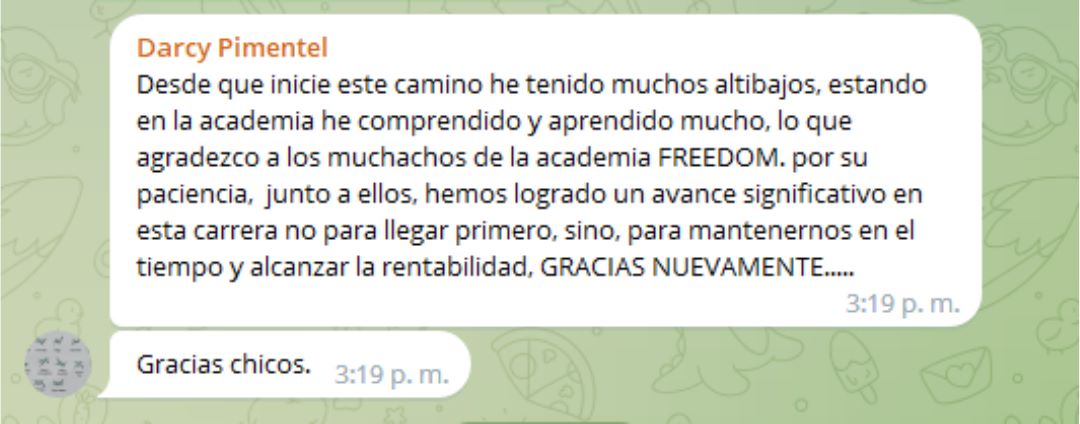 Darcy Pimentel
Desde que inicie este camino he tenido muchos altibajos, estando
en la academia he comprendido y aprendido mucho, lo que
agradezco a los muchachos de la academia FREEDOM. por su
paciencia,  junto a ellos, hemos logrado un avance significativo en
esta carrera no para llegar primero, sino, para mantenernos en el
tiempo y alcanzar la rentabilidad, GRACIAS NUEVAMENTE.....
3:19 p. m.
Gracias chicos. 3:19 p. m.